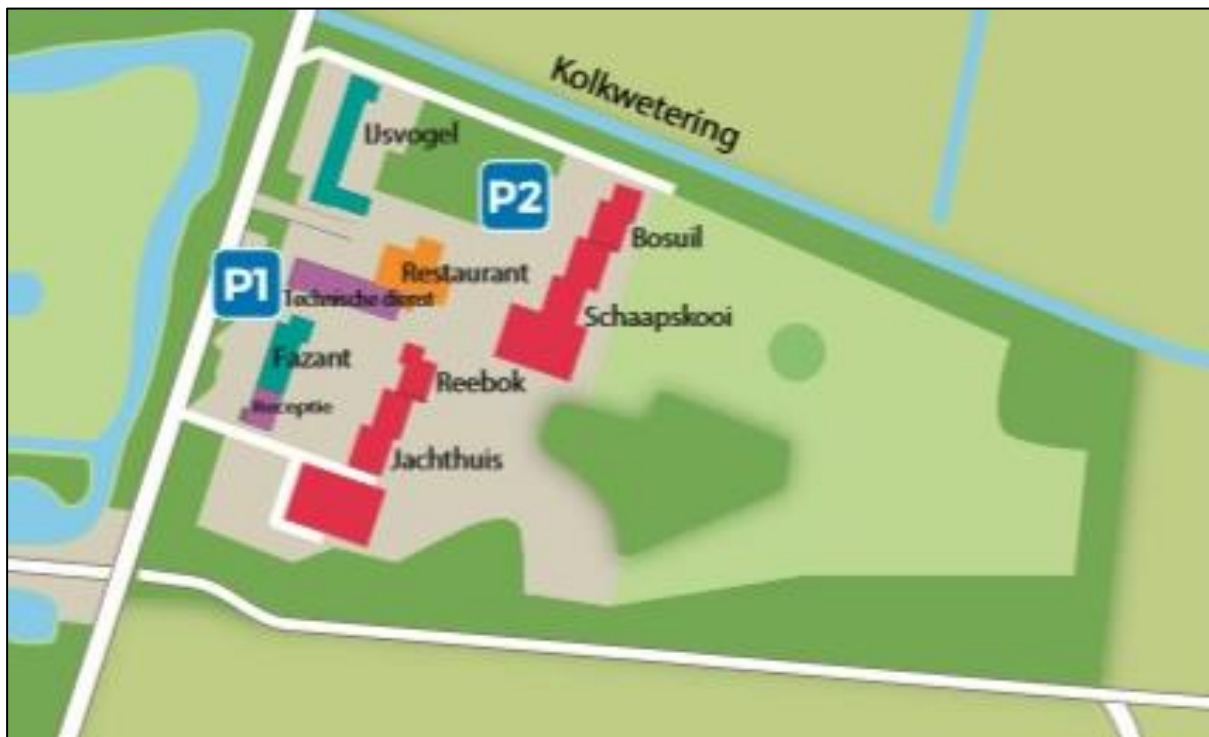 Kolkwetering
IJsvogel
P2
Bosuil
Restaurant
P1
Technische dienst
Schaapskooi
Fazant
Reebok
Receptie
Jachthuis